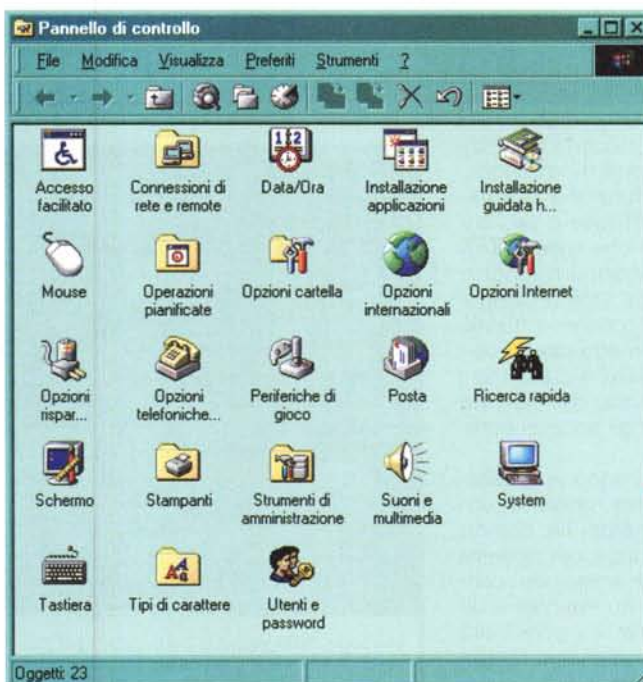 Pannello di controllo
File Modifica Visualizza Preferiti Strumenti ?
Accesso facilitato
Connessioni di rete e remote
Data/Ora
Installazione applicazioni
Installazione guidata h...
Mouse
Operazioni pianificate
Opzioni cartella
Opzioni internazionali
Opzioni Internet
Opzioni rispar...
Opzioni telefoniche...
Periferiche di gioco
Posta
Ricerca rapida
Schermo
Stampanti
Strumenti di amministrazione
Suoni e multimedia
System
Tastiera
Tipi di carattere
Utenti e password
Oggetti: 23